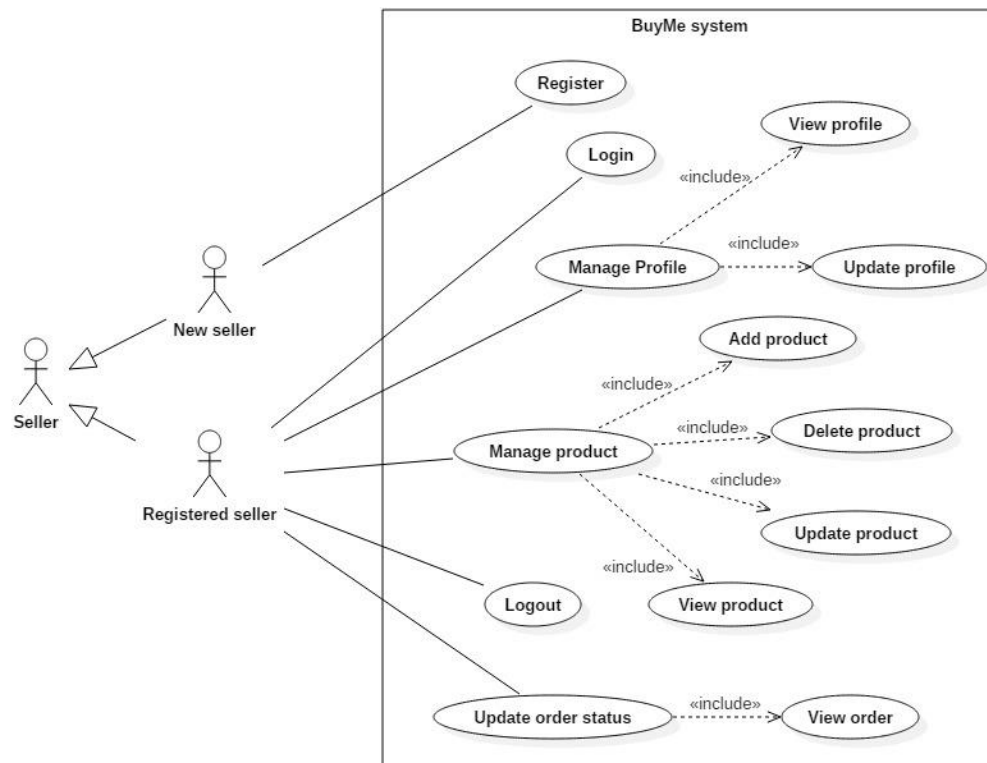 BuyMe system
Register
View profile
Login
«include»
«include»
Manage Profile
Update profile
New seller
Add product
«include»
Seller
Delete product
«include»
Manage product
Registered seller
«include»
Update product
«include»
Logout
View product
«include»
Update order status
View order